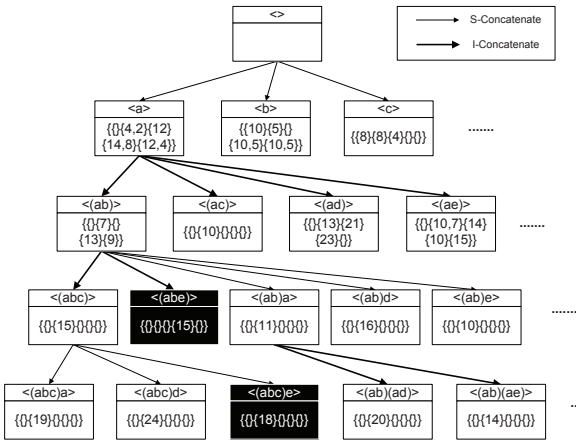 <>
S-Concatenate
I-Concatenate
<a>
{{}{4,2}{12}
{14,8}{12,4}}
<b>
{{10}{5}{}
{10,5}{10,5}}
<c>
{{8}{8}{4}{}{}}
.......
<(ab)>
{{}{7}{}
{13}{9}}
<(ac)>
{{}{10}{}{}{}}
<(ad)>
{{}{13}{21}
{23}{}}
<(ae)>
{{}{10,7}{14}
{10}{15}}
.......
<(abc)>
{{}{15}{}{}{}}
<(abe)>
{{}{}{}{15}{}}
<(ab)a>
{{}{11}{}{}{}}
<(ab)d>
{{}{16}{}{}{}}
<(ab)e>
{{}{10}{}{}{}}
.......
<(abc)a>
{{}{19}{}{}{}}
<(abc)d>
{{}{24}{}{}{}}
<(abc)e>
{{}{18}{}{}{}}
<(ab)(ad)>
{{}{20}{}{}{}}
<(ab)(ae)>
{{}{14}{}{}{}}